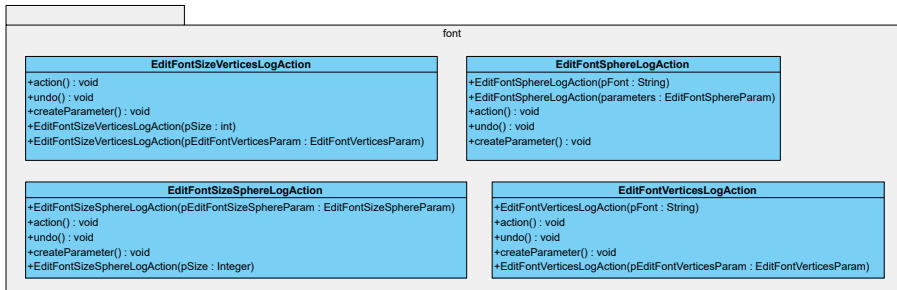 font
EditFontSizeVerticesLogAction
+action() : void
+undo() : void
+createParameter() : void
+EditFontSizeVerticesLogAction(pSize : int)
+EditFontSizeVerticesLogAction(pEditFontVerticesParam : EditFontVerticesParam)
EditFontSphereLogAction
+EditFontSphereLogAction(pFont : String)
+EditFontSphereLogAction(parameters : EditFontSphereParam)
+action() : void
+undo() : void
+createParameter() : void
EditFontSizeSphereLogAction
+EditFontSizeSphereLogAction(pEditFontSizeSphereParam : EditFontSizeSphereParam)
+action() : void
+undo() : void
+createParameter() : void
+EditFontSizeSphereLogAction(pSize : Integer)
EditFontVerticesLogAction
+EditFontVerticesLogAction(pFont : String)
+action() : void
+undo() : void
+createParameter() : void
+EditFontVerticesLogAction(pEditFontVerticesParam : EditFontVerticesParam)